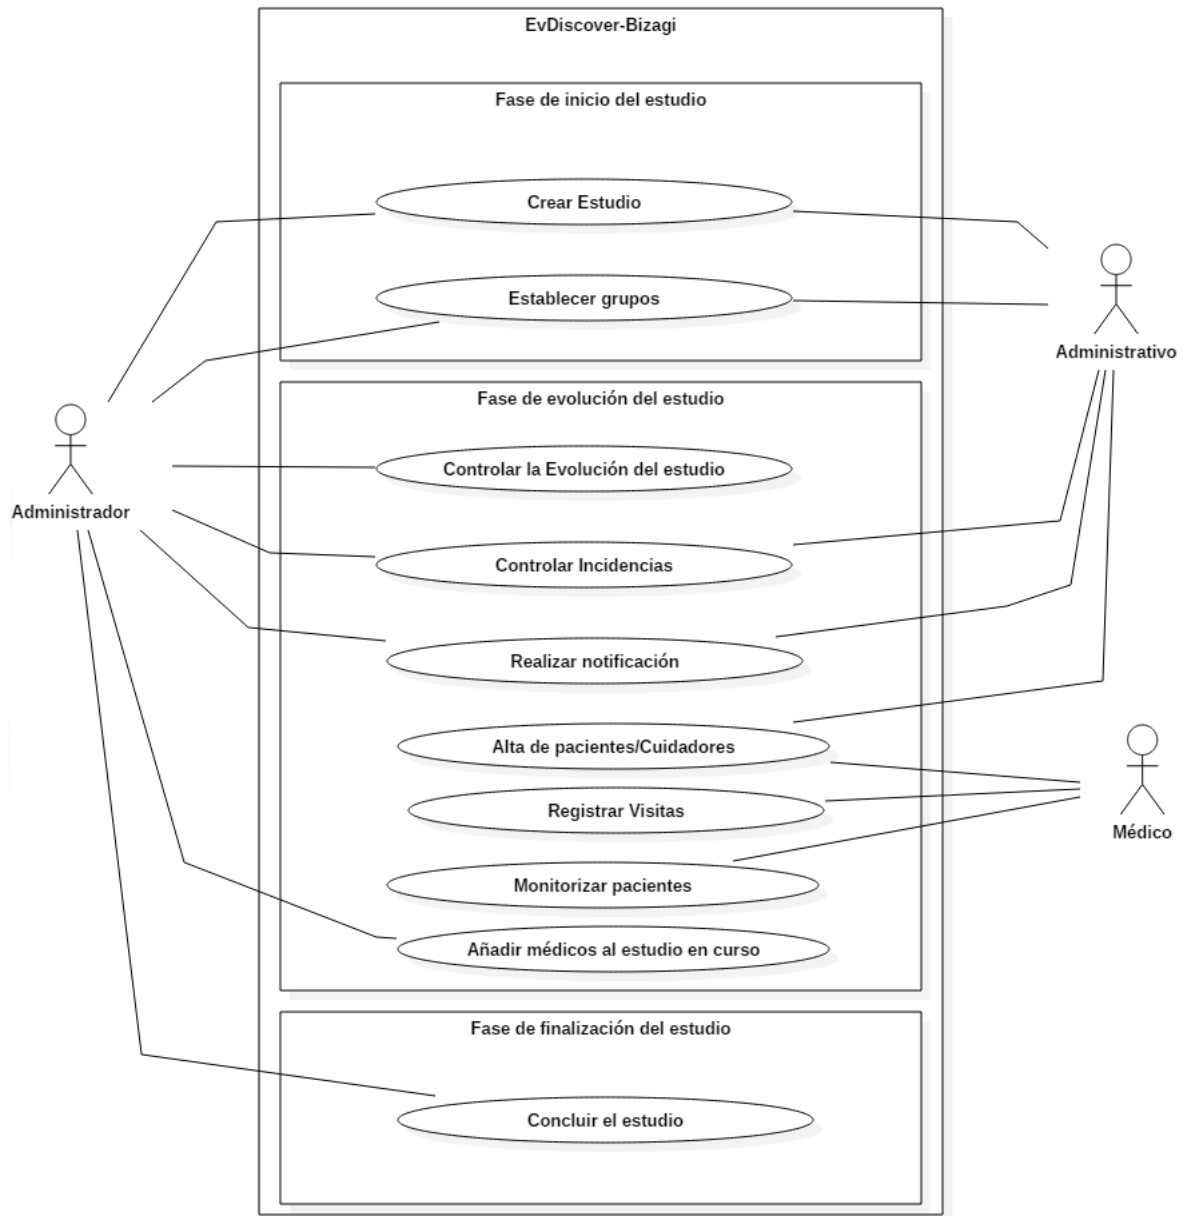 EvDiscover-Bizagi
Fase de inicio del estudio
Crear Estudio
Establecer grupos
Administrativo
Fase de evolución del estudio
Controlar la Evolución del estudio
Administrador
Controlar Incidencias
Realizar notificación
Alta de pacientes/Cuidadores
Registrar Visitas
Médico
Monitorizar pacientes
Añadir médicos al estudio en curso
Fase de finalización del estudio
Concluir el estudio